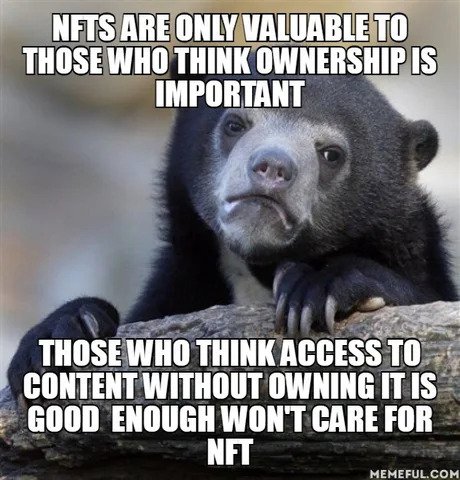 NFTS ARE ONLY VALUABLE TO
THOSE WHO THINK OWNERSHIP IS
IMPORTANT
THOSE WHO THINK ACCESS TO
CONTENT WITHOUT OWNING IT IS
GOOD ENOUGH WON'T CARE FOR
NFT
MEMEFUL.COM